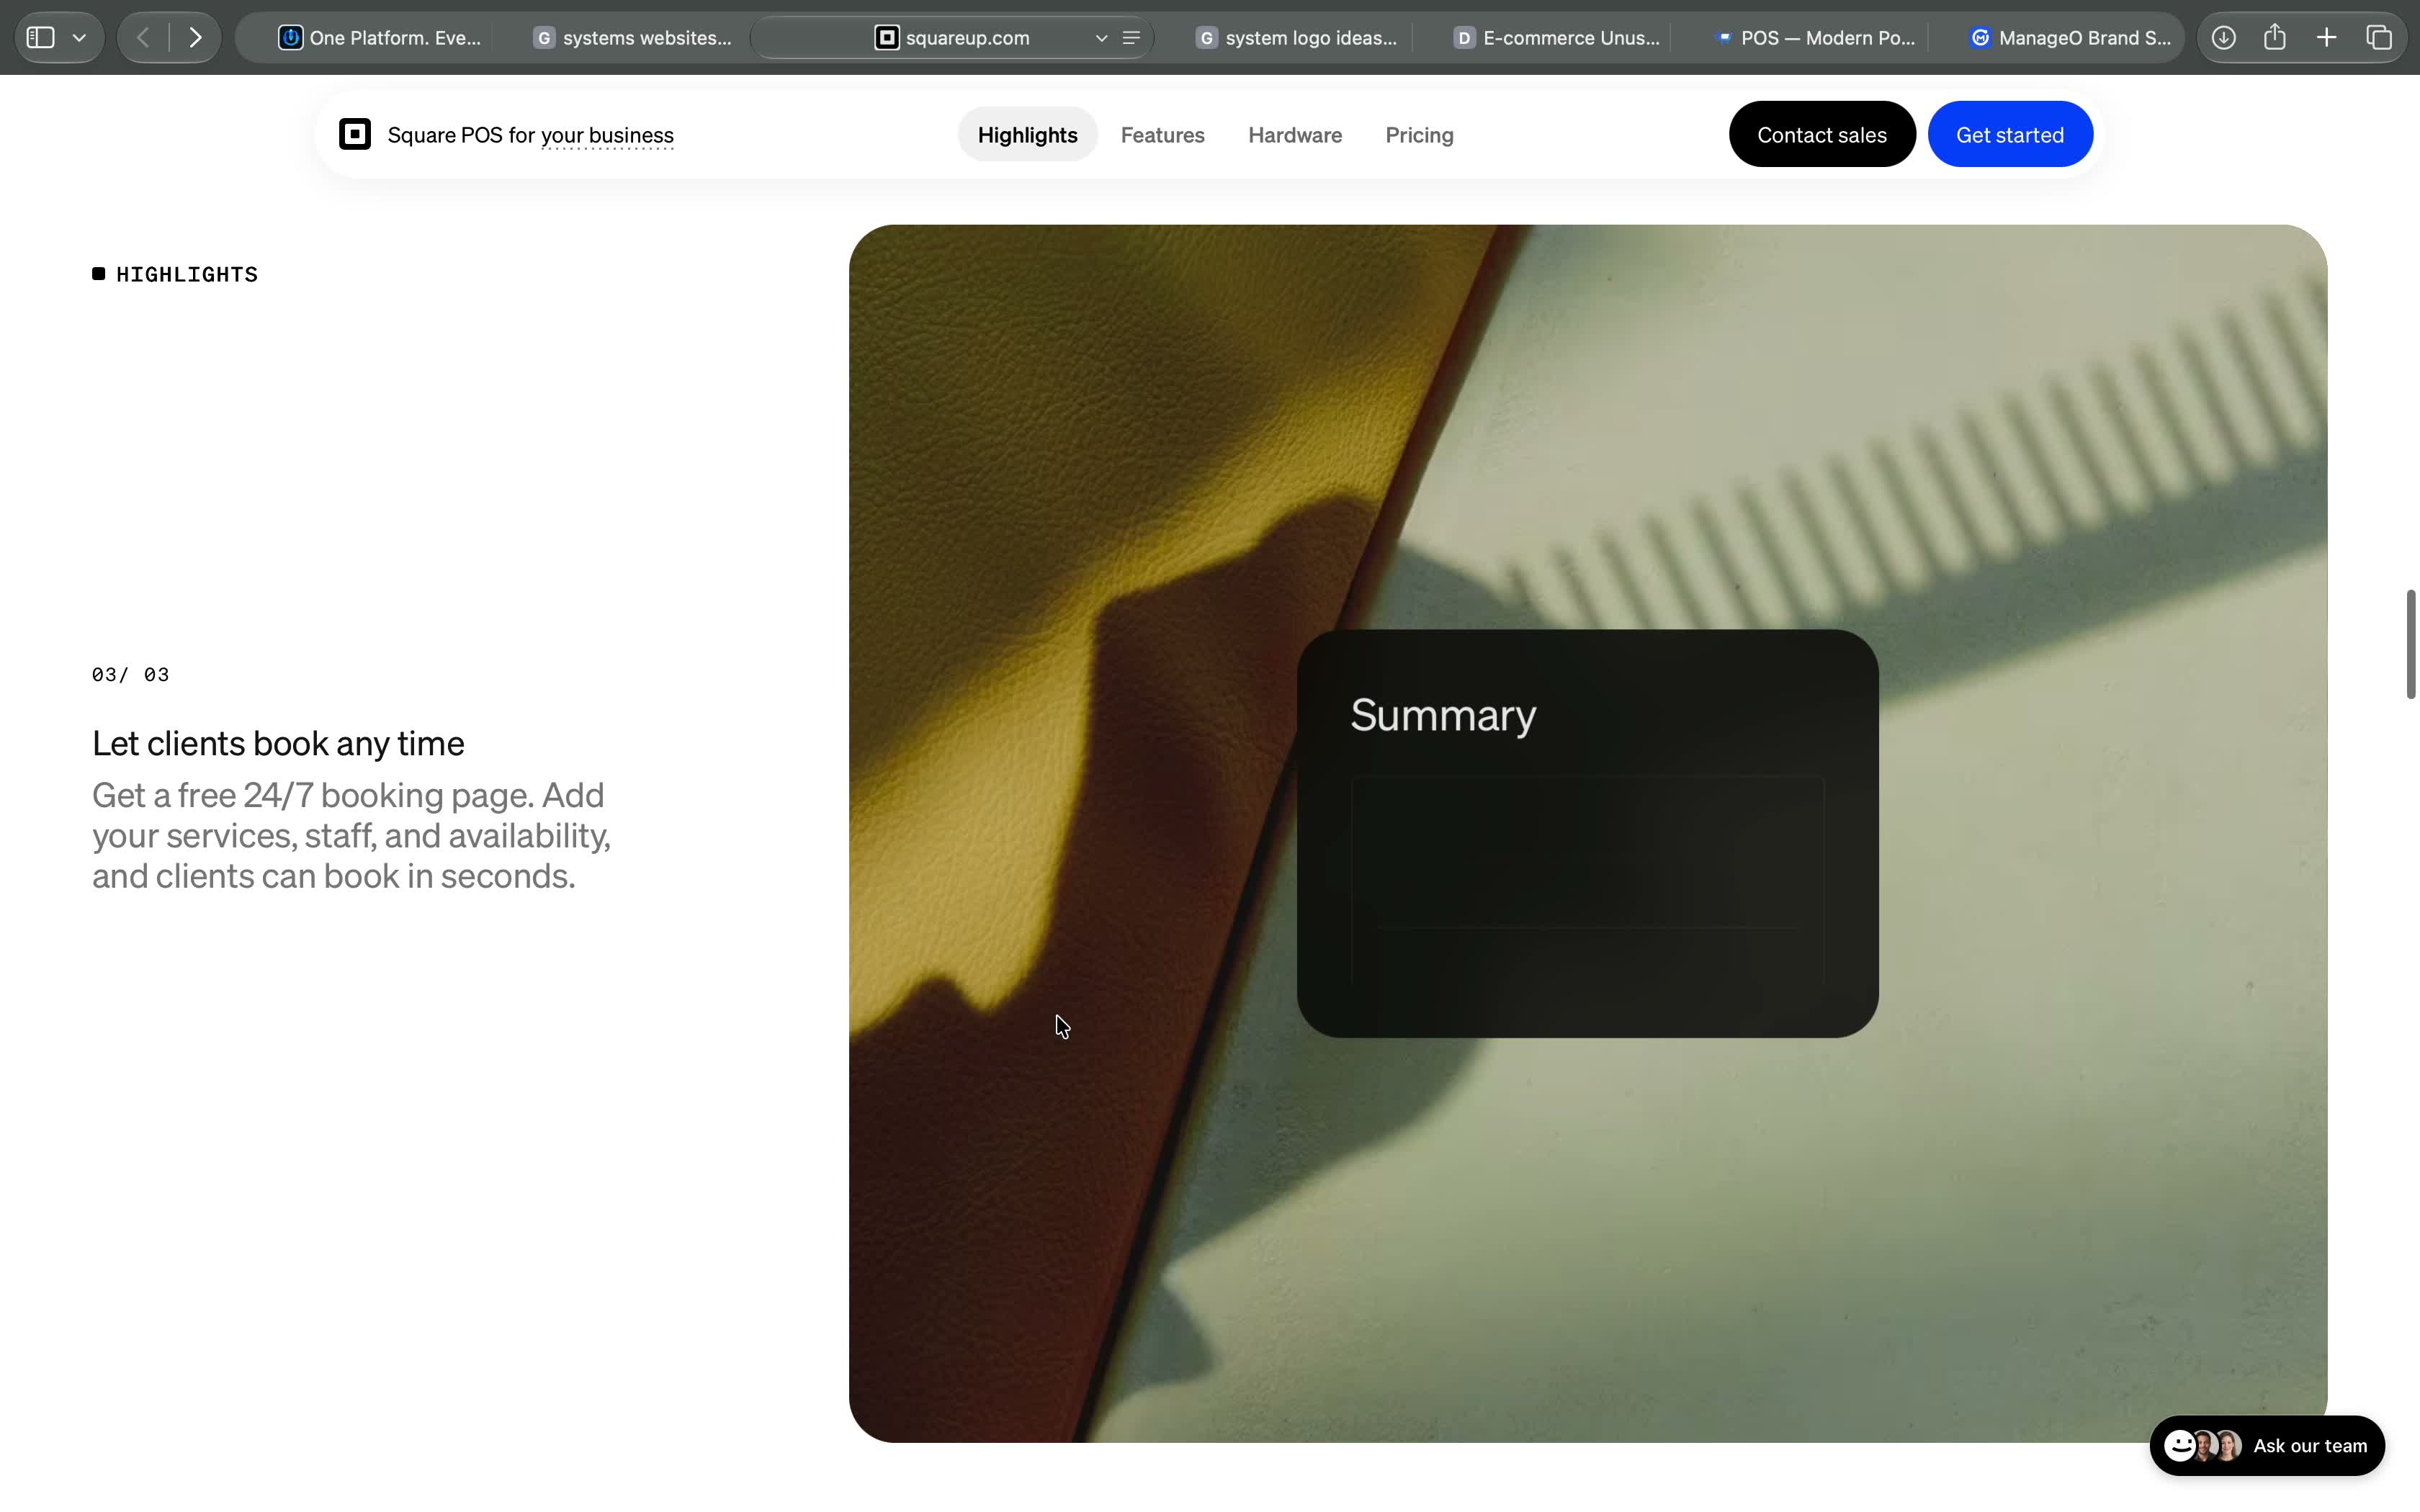 One Platform. Eve...
G systems websites...
squareup.com
G system logo ideas...
D E-commerce Unus...
POS — Modern Po...
ManageO Brand S...
Square POS for your business
Highlights
Features
Hardware
Pricing
Contact sales
Get started
HIGHLIGHTS
03/ 03
Let clients book any time
Get a free 24/7 booking page. Add
your services, staff, and availability,
and clients can book in seconds.
Summary
Ask our team